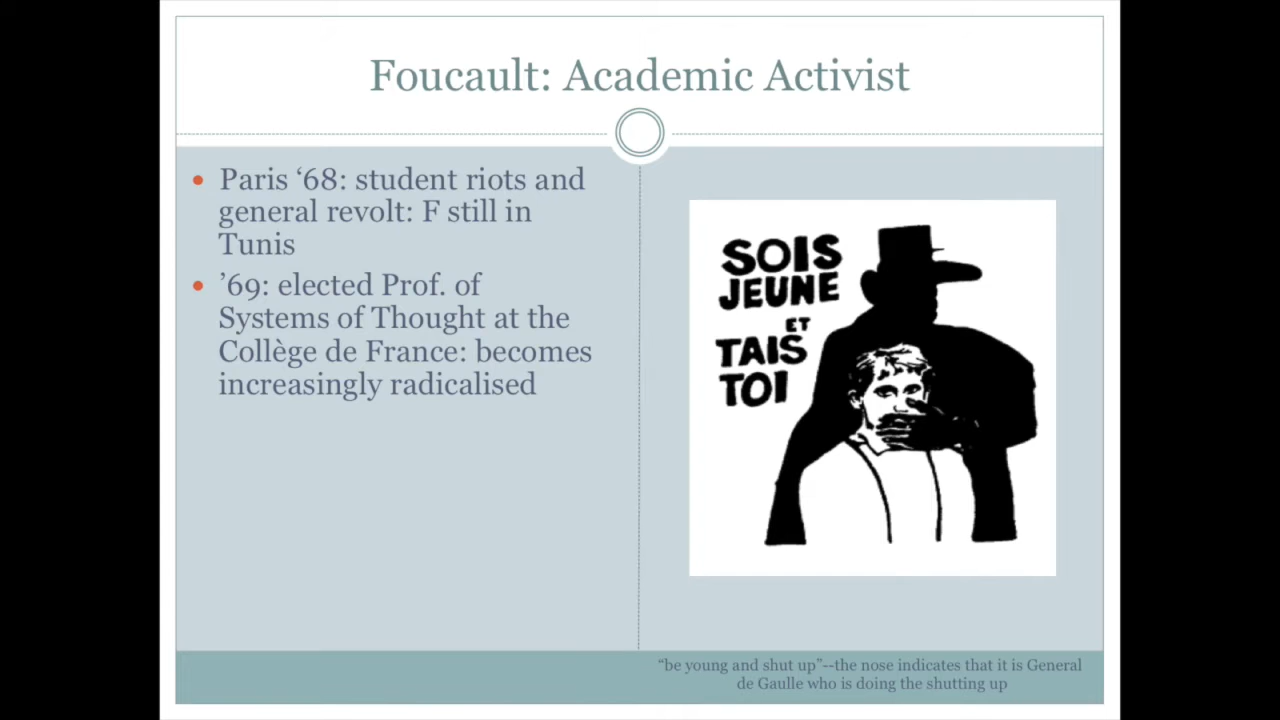 Foucault: Academic Activist
Paris ‘68: student riots and
general revolt: F still in
Tunis
’69: elected Prof. of
Systems of Thought at the
Collège de France: becomes
increasingly radicalised
SOIS
JEUNE
ET
TAIS
TOI
“be young and shut up”--the nose indicates that it is General
de Gaulle who is doing the shutting up